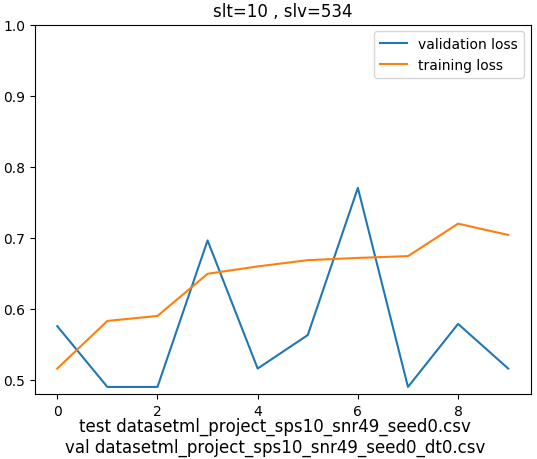 slt=10 , slv=534
validation loss
training loss
1.0
0.9
0.8
0.7
0.6
0.5
0 2 4 6 8
test datasetml_project_sps10_snr49_seed0.csv
val datasetml_project_sps10_snr49_seed0_dt0.csv